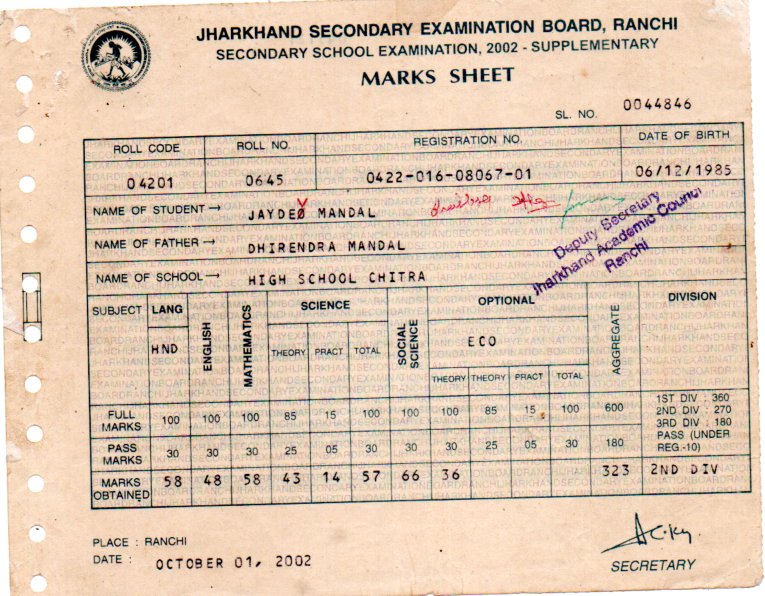 JHARKHAND SECONDARY EXAMINATION BOARD, RANCHI
SECONDARY SCHOOL EXAMINATION, 2002 - SUPPLEMENTARY
MARKS SHEET
SL. NO. 0044846
ROLL CODE ROLL NO. REGISTRATION NO. DATE OF BIRTH
04201 0645 0422-016-08067-01 06/12/1985
NAME OF STUDENT → JAYDEO MANDAL
V
Deputy Secretary
Jharkhand Academic Council
Ranchi
NAME OF FATHER → DHIRENDRA MANDAL
NAME OF SCHOOL → HIGH SCHOOL CHITRA
SUBJECT LANG ENGLISH MATHEMATICS SCIENCE SOCIAL SCIENCE OPTIONAL AGGREGATE DIVISION
HND THEORY PRACT TOTAL ECO
THEORY THEORY PRACT TOTAL
FULL MARKS 100 100 100 85 15 100 100 100 85 15 100 600
1ST DIV : 360
2ND DIV : 270
3RD DIV : 180
PASS (UNDER
REG.-10)
PASS MARKS 30 30 30 25 05 30 30 30 25 05 30 180
MARKS OBTAINED 58 48 58 43 14 57 66 36 323 2ND DIV
PLACE : RANCHI
DATE : OCTOBER 01, 2002
SECRETARY